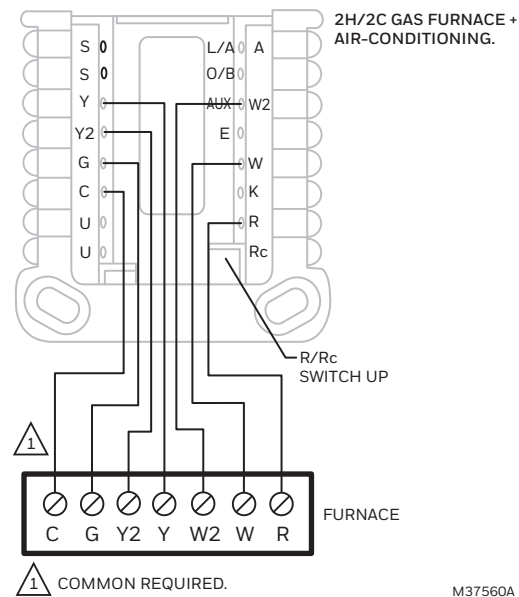 2H/2C GAS FURNACE +
AIR-CONDITIONING.
S L/A A
S O/B
Y AUX W2
Y2 E
G W
C K
U R
U Rc
R/Rc
SWITCH UP
1
C G Y2 Y W2 W R
FURNACE
1 COMMON REQUIRED.
M37560A